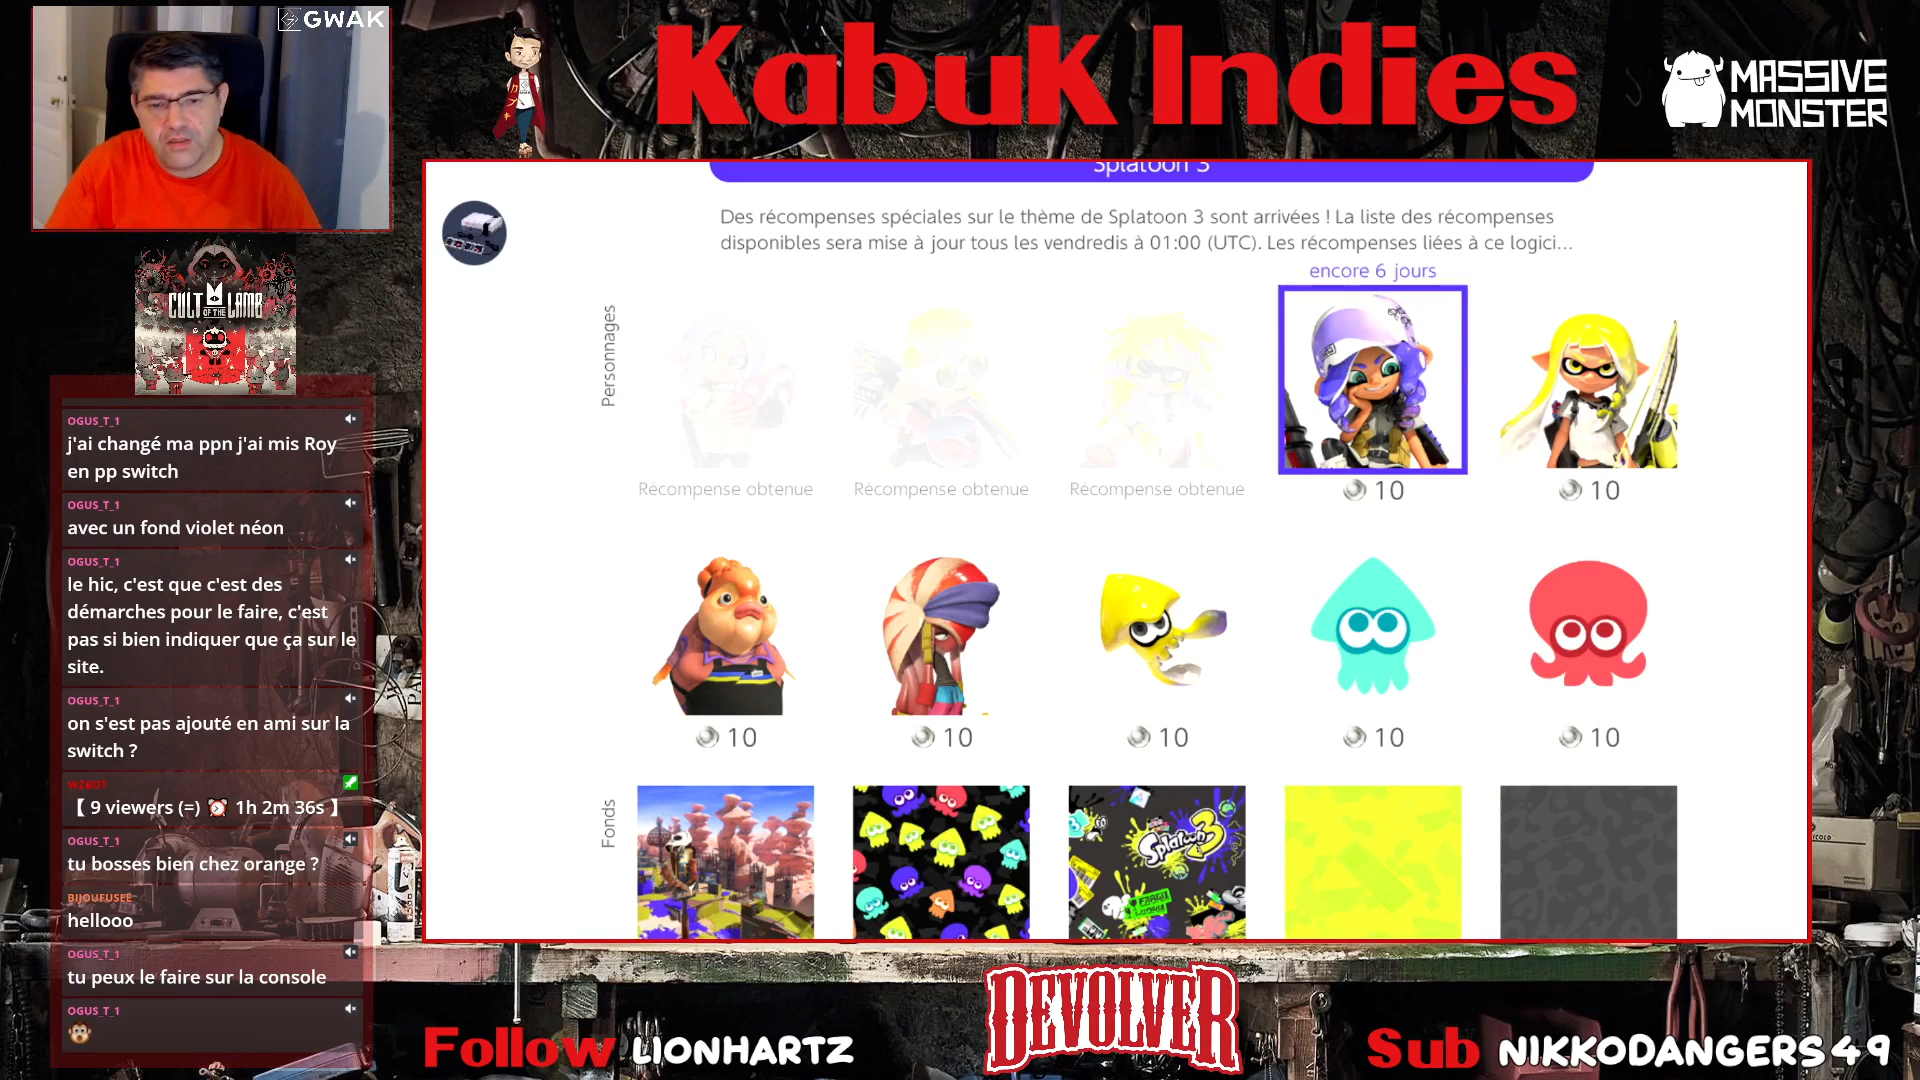 GWAK
KabuK Indies
MASSIVE
MONSTER
CULT
OF THE
LAMB
OGUS_T_1
j'ai changé ma ppn j'ai mis Roy
en pp switch
OGUS_T_1
avec un fond violet néon
OGUS_T_1
le hic, c'est que c'est des
démarches pour le faire, c'est
pas si bien indiquer que ça sur le
site.
OGUS_T_1
on s'est pas ajouté en ami sur la
switch ?
WZBOT
【 9 viewers (=) ⏰ 1h 2m 36s 】
OGUS_T_1
tu bosses bien chez orange ?
BIJOUFUSEE
hellooo
OGUS_T_1
tu peux le faire sur la console
OGUS_T_1
🐵
Splatoon 3
Des récompenses spéciales sur le thème de Splatoon 3 sont arrivées ! La liste des récompenses
disponibles sera mise à jour tous les vendredis à 01:00 (UTC). Les récompenses liées à ce logici...
encore 6 jours
Personnages
Récompense obtenue
Récompense obtenue
Récompense obtenue
10
10
10
10
10
10
10
Fonds
Splatoon 3
DEVOLVER
Follow LIONHARTZ
Sub NIKKODANGERS49